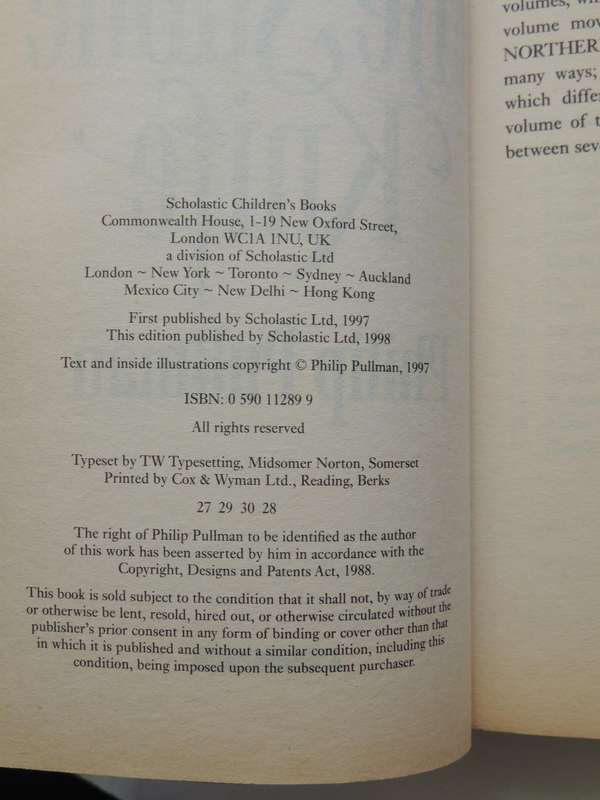 Scholastic Children's Books
Commonwealth House, 1–19 New Oxford Street,
London WC1A 1NU, UK
a division of Scholastic Ltd
London ~ New York ~ Toronto ~ Sydney ~ Auckland
Mexico City ~ New Delhi ~ Hong Kong
First published by Scholastic Ltd, 1997
This edition published by Scholastic Ltd, 1998
Text and inside illustrations copyright © Philip Pullman, 1997
ISBN: 0 590 11289 9
All rights reserved
Typeset by TW Typesetting, Midsomer Norton, Somerset
Printed by Cox & Wyman Ltd., Reading, Berks
27 29 30 28
The right of Philip Pullman to be identified as the author
of this work has been asserted by him in accordance with the
Copyright, Designs and Patents Act, 1988.
This book is sold subject to the condition that it shall not, by way of trade
or otherwise be lent, resold, hired out, or otherwise circulated without the
publisher's prior consent in any form of binding or cover other than that
in which it is published and without a similar condition, including this
condition, being imposed upon the subsequent purchaser.
volumes,
volume
many ways;
which
volume of
between